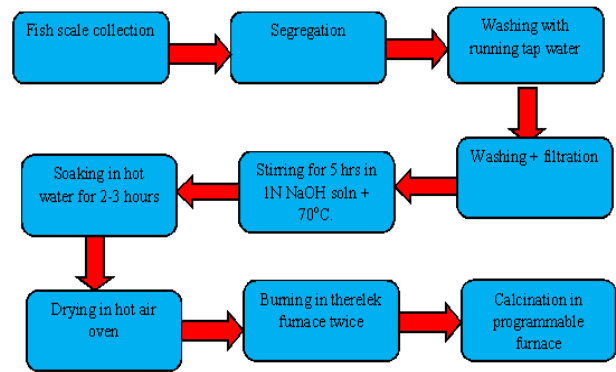 Fish scale collection
Segregation
Washing with
running tap water
Washing + filtration
Stirring for 5 hrs in
1N NaOH soln +
70°C.
Soaking in hot
water for 2-3 hours
Drying in hot air
oven
Burning in therelek
furnace twice
Calcination in
programmable
furnace